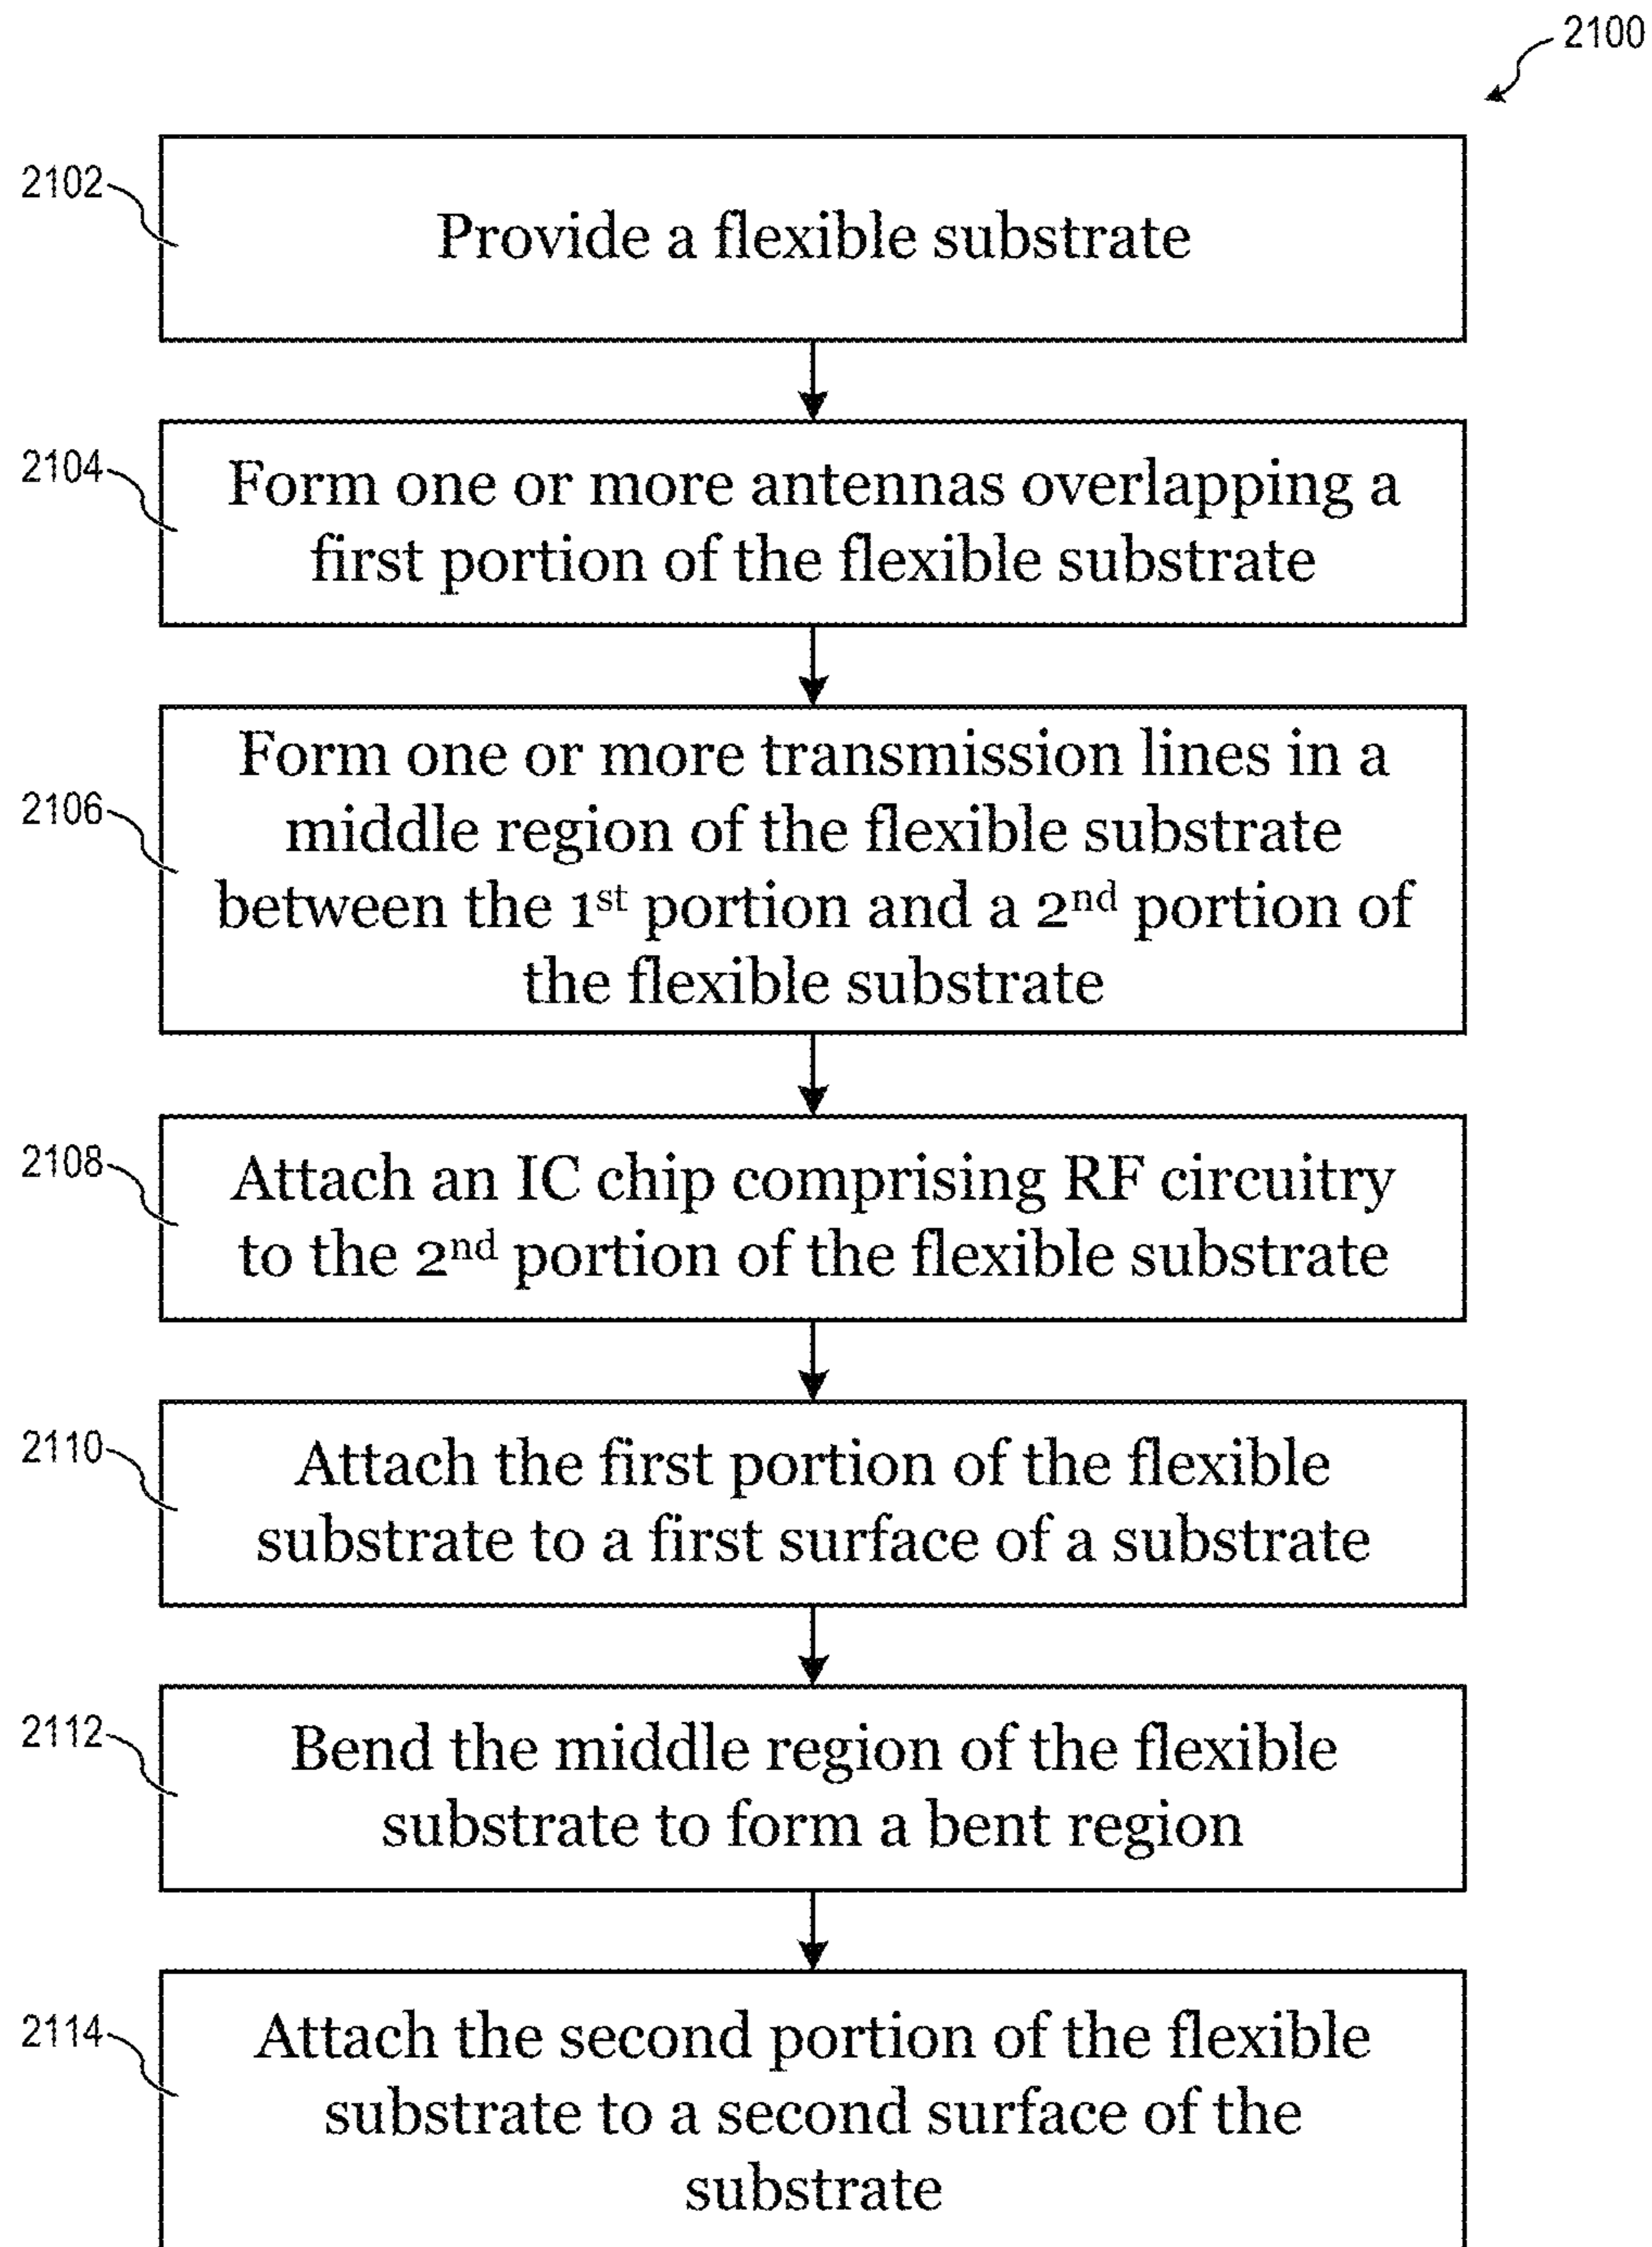 2100
2102
Provide a flexible substrate
2104
Form one or more antennas overlapping a
first portion of the flexible substrate
2106
Form one or more transmission lines in a
middle region of the flexible substrate
between the 1st portion and a 2nd portion of
the flexible substrate
2108
Attach an IC chip comprising RF circuitry
to the 2nd portion of the flexible substrate
2110
Attach the first portion of the flexible
substrate to a first surface of a substrate
2112
Bend the middle region of the flexible
substrate to form a bent region
2114
Attach the second portion of the flexible
substrate to a second surface of the
substrate